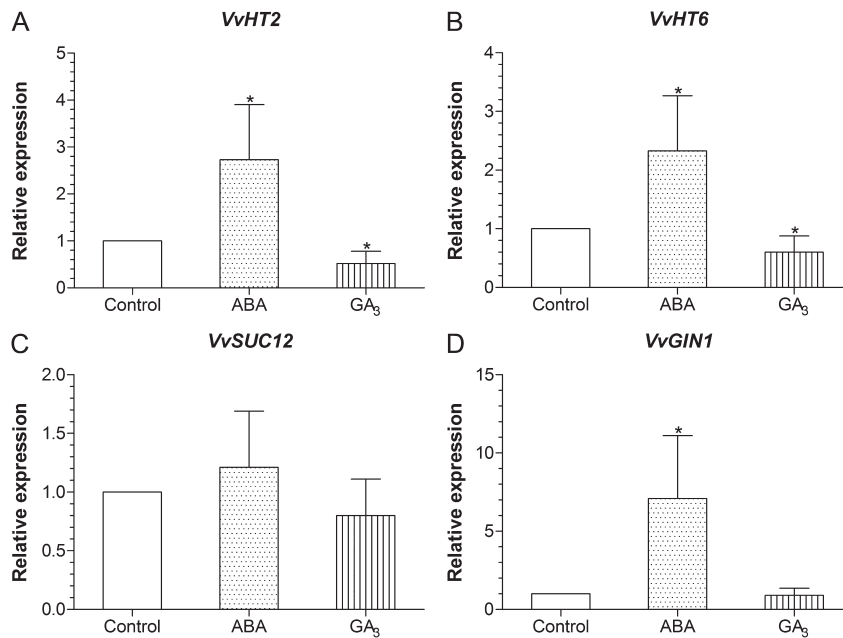 A
VvHT2
Relative expression
5
4
3
2
1
0
*
*
Control
ABA
GA3
B
VvHT6
Relative expression
4
3
2
1
0
*
*
Control
ABA
GA3
C
VvSUC12
Relative expression
2.0
1.5
1.0
0.5
0.0
Control
ABA
GA3
D
VvGIN1
Relative expression
15
10
5
0
*
Control
ABA
GA3